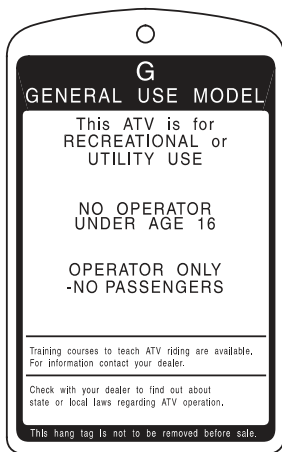 G
GENERAL USE MODEL
This ATV is for
RECREATIONAL or
UTILITY USE
NO OPERATOR
UNDER AGE 16
OPERATOR ONLY
-NO PASSENGERS
Training courses to teach ATV riding are available.
For information contact your dealer.
Check with your dealer to find out about
state or local laws regarding ATV operation.
This hang tag is not to be removed before sale.